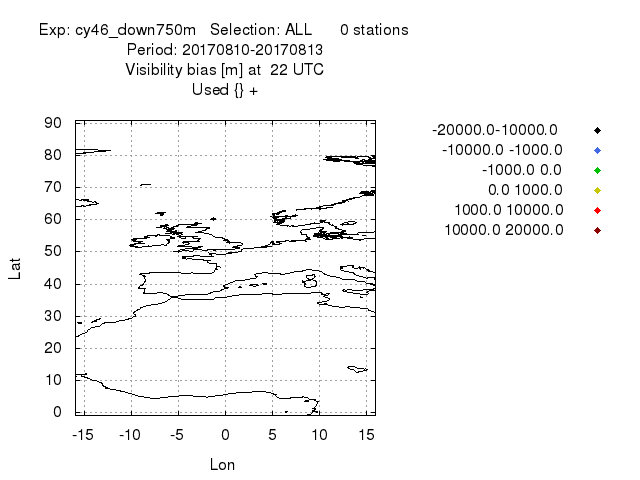 Exp: cy46_down750m   Selection: ALL      0 stations
Period: 20170810-20170813
Visibility bias [m] at  22 UTC
Used {} +
-20000.0-10000.0
-10000.0 -1000.0
-1000.0 0.0
0.0 1000.0
1000.0 10000.0
10000.0 20000.0
90
80
70
60
50
40
30
20
10
0
Lat
-15 -10 -5 0 5 10 15
Lon